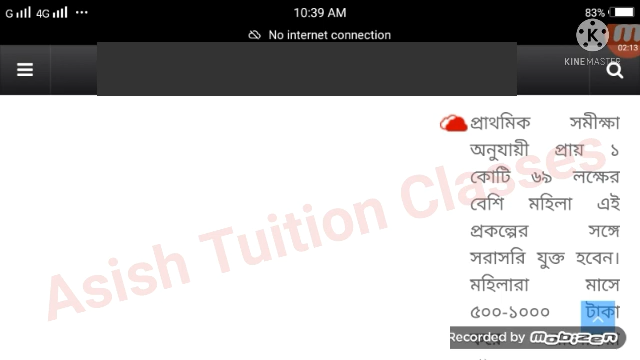 G 4G 10:39 AM 83%
No internet connection
KINEMASTER
02:13
প্রাথমিক সমীক্ষা
অনুযায়ী প্রায় ১
কোটি ৬৯ লক্ষের
বেশি মহিলা এই
প্রকল্পের সঙ্গে
সরাসরি যুক্ত হবেন।
মহিলারা মাসে
৫০০-১০০০ টাকা
Asish Tuition Classes
Recorded by mobizen